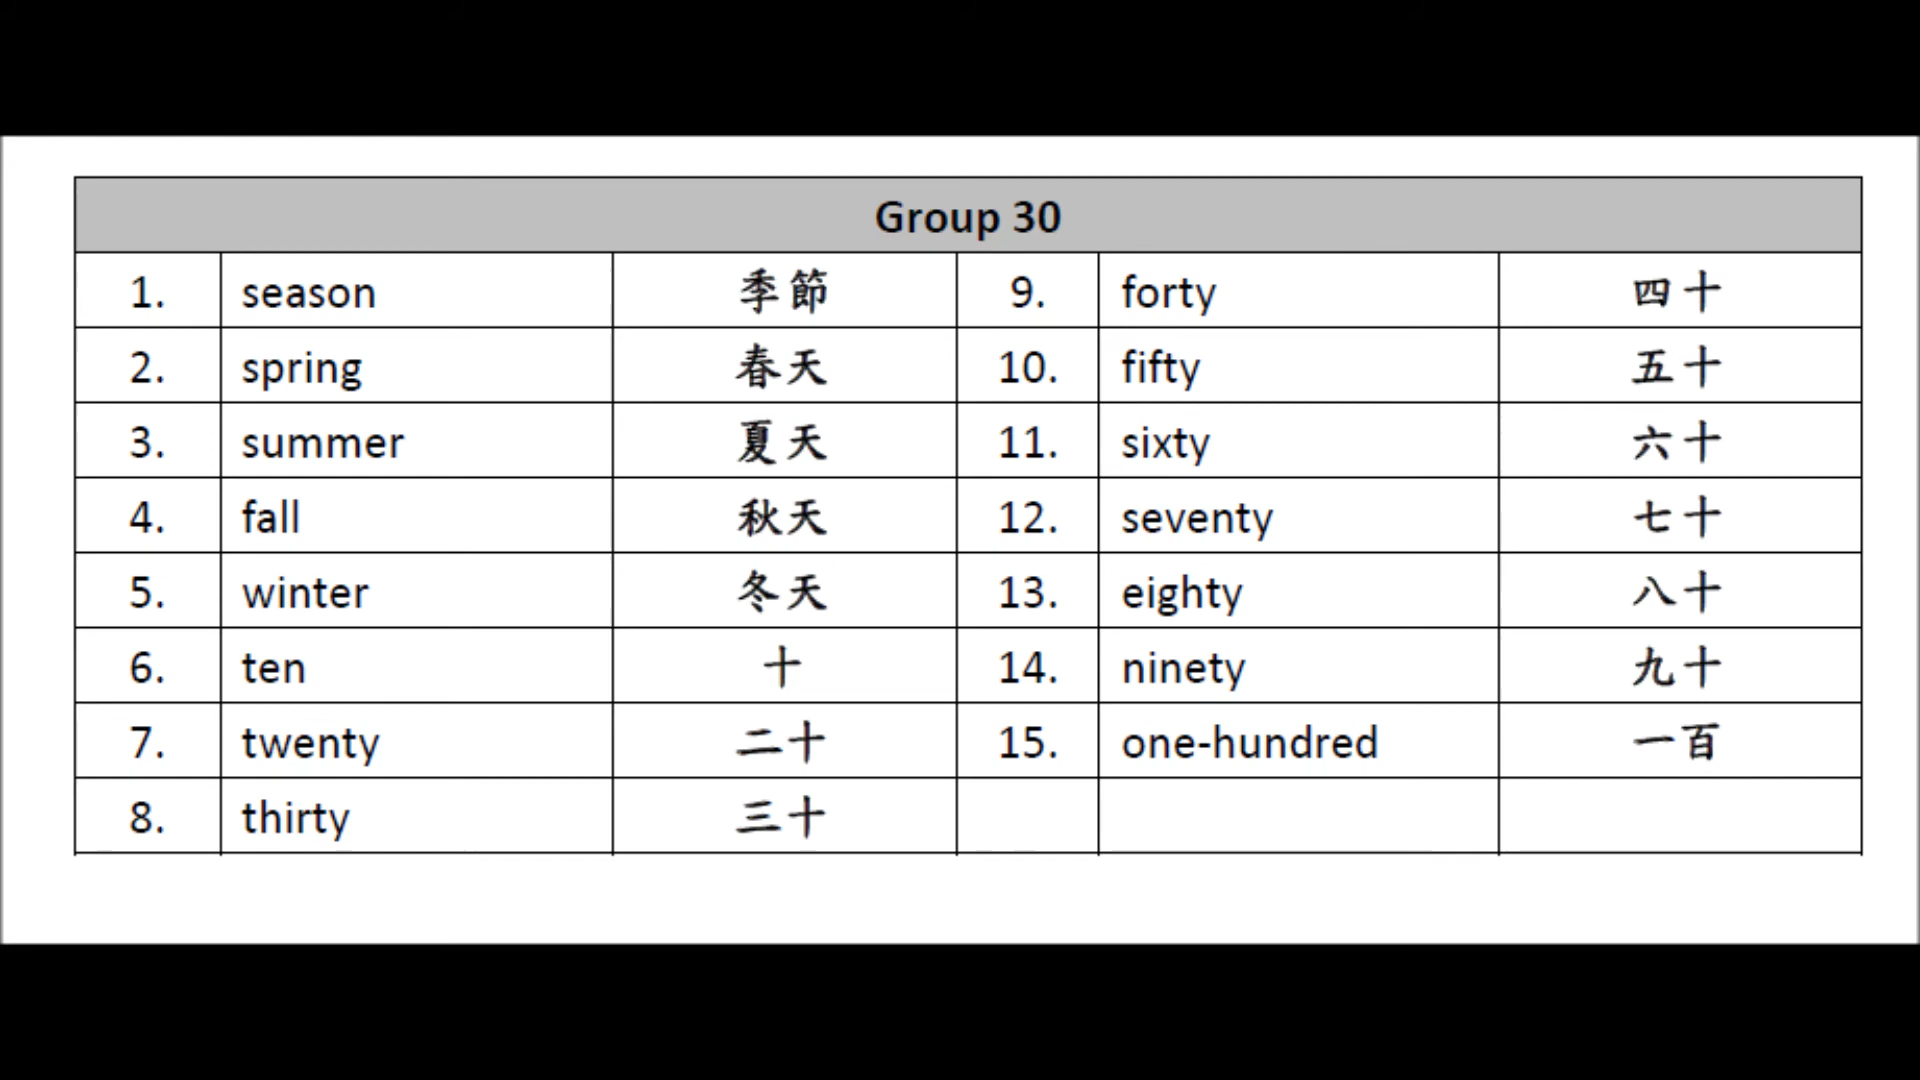 Group 30
1. season 季節 9. forty 四十
2. spring 春天 10. fifty 五十
3. summer 夏天 11. sixty 六十
4. fall 秋天 12. seventy 七十
5. winter 冬天 13. eighty 八十
6. ten 十 14. ninety 九十
7. twenty 二十 15. one-hundred 一百
8. thirty 三十